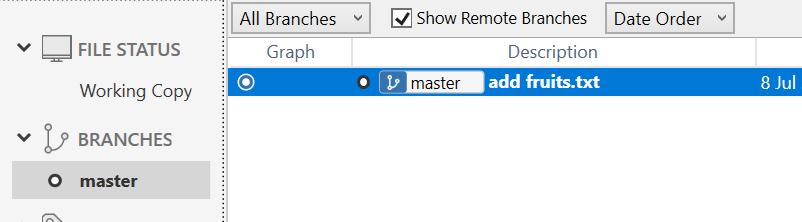 FILE STATUS
Working Copy
BRANCHES
master
All Branches Show Remote Branches Date Order
Graph Description
master add fruits.txt 8 Jul